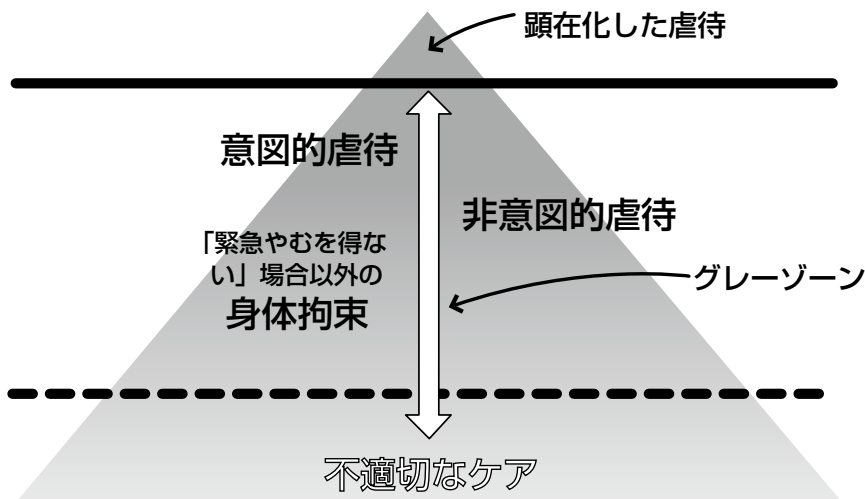 顕在化した虐待
意図的虐待
非意図的虐待
「緊急やむを得な
い」場合以外の
身体拘束
グレーゾーン
不適切なケア